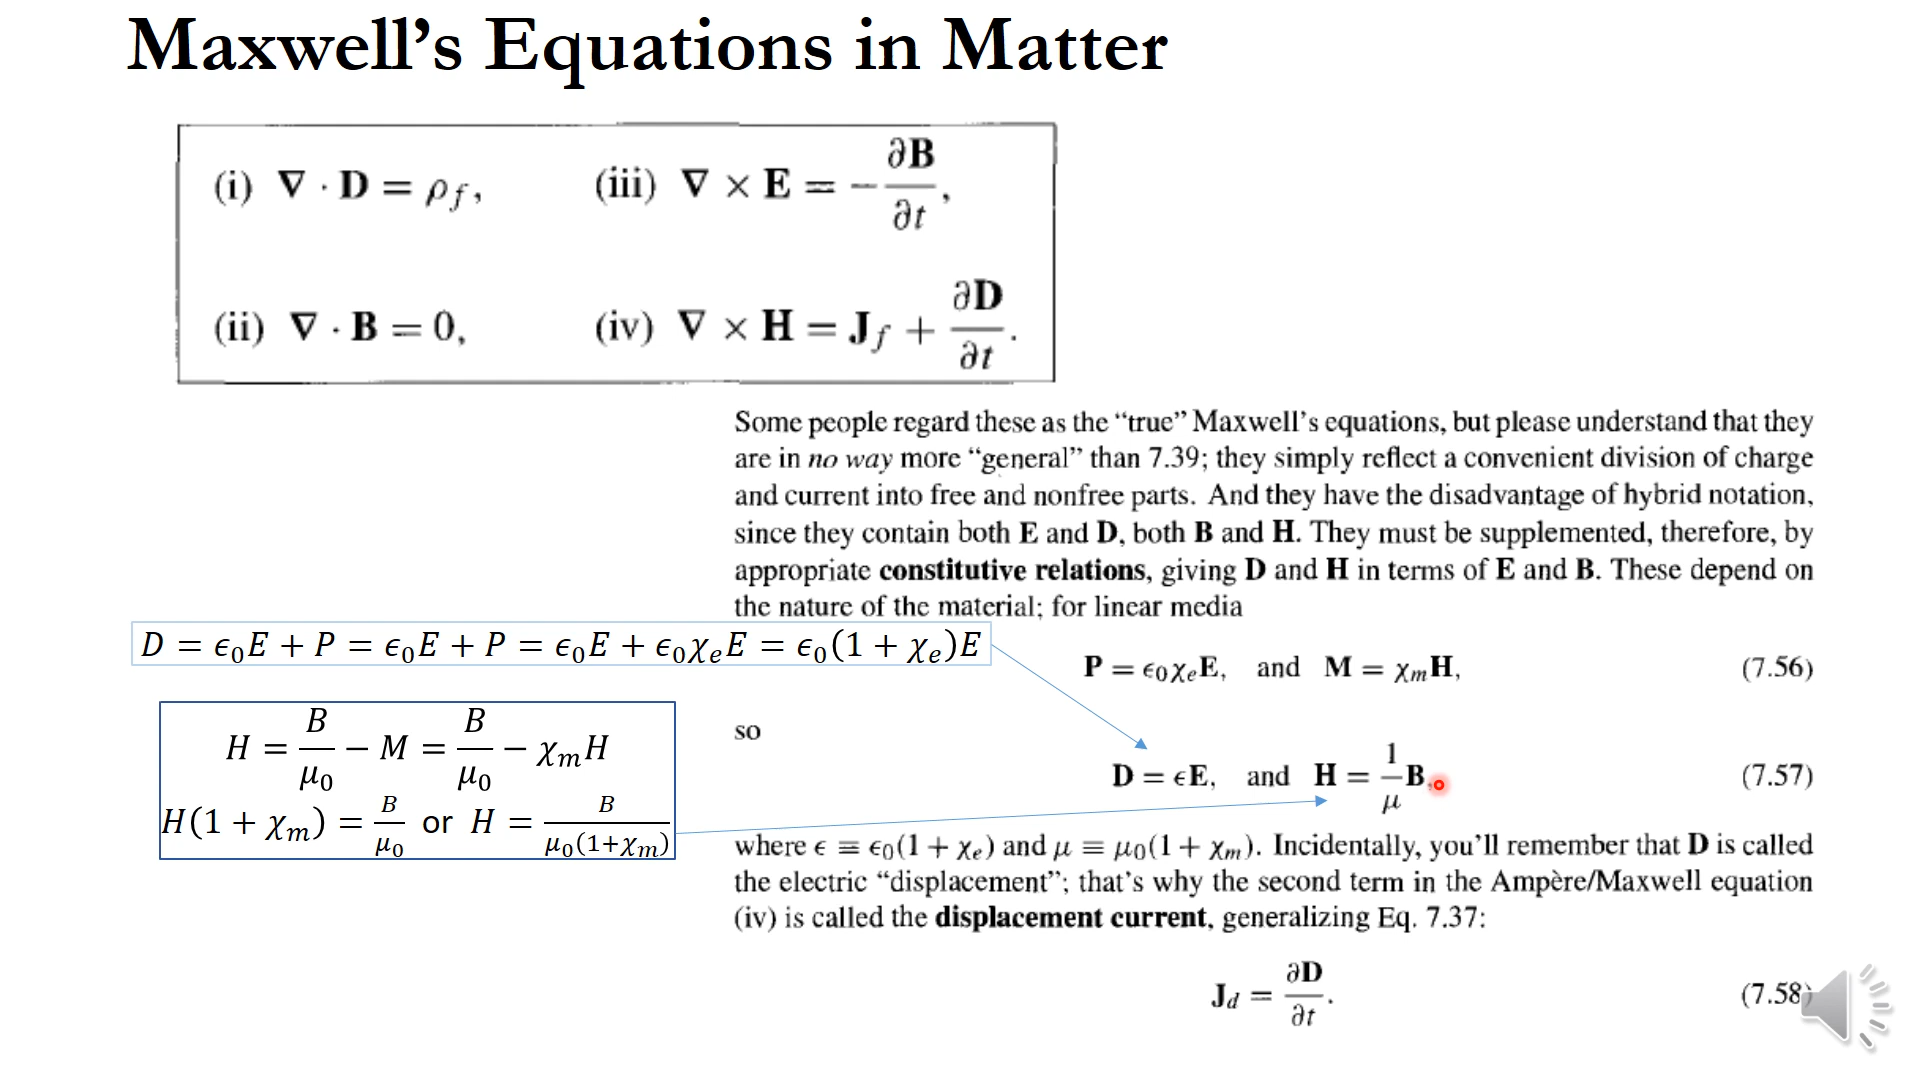 Maxwell's Equations in Matter
(i) ∇ · D = ρf,
(iii) ∇ × E = −∂B/∂t,
(ii) ∇ · B = 0,
(iv) ∇ × H = Jf + ∂D/∂t.
Some people regard these as the “true” Maxwell's equations, but please understand that they
are in no way more “general” than 7.39; they simply reflect a convenient division of charge
and current into free and nonfree parts. And they have the disadvantage of hybrid notation,
since they contain both E and D, both B and H. They must be supplemented, therefore, by
appropriate constitutive relations, giving D and H in terms of E and B. These depend on
the nature of the material; for linear media
D = ϵ₀E + P = ϵ₀E + P = ϵ₀E + ϵ₀χₑE = ϵ₀(1 + χₑ)E
P = ϵ₀χₑE, and M = χₘH, (7.56)
H = B/μ₀ − M = B/μ₀ − χₘH
H(1 + χₘ) = B/μ₀ or H = B/μ₀(1+χₘ)
so
D = ϵE, and H = 1/μ B, (7.57)
where ϵ ≡ ϵ₀(1 + χₑ) and μ ≡ μ₀(1 + χₘ). Incidentally, you'll remember that D is called
the electric “displacement”; that's why the second term in the Ampère/Maxwell equation
(iv) is called the displacement current, generalizing Eq. 7.37:
Jd = ∂D/∂t. (7.58)